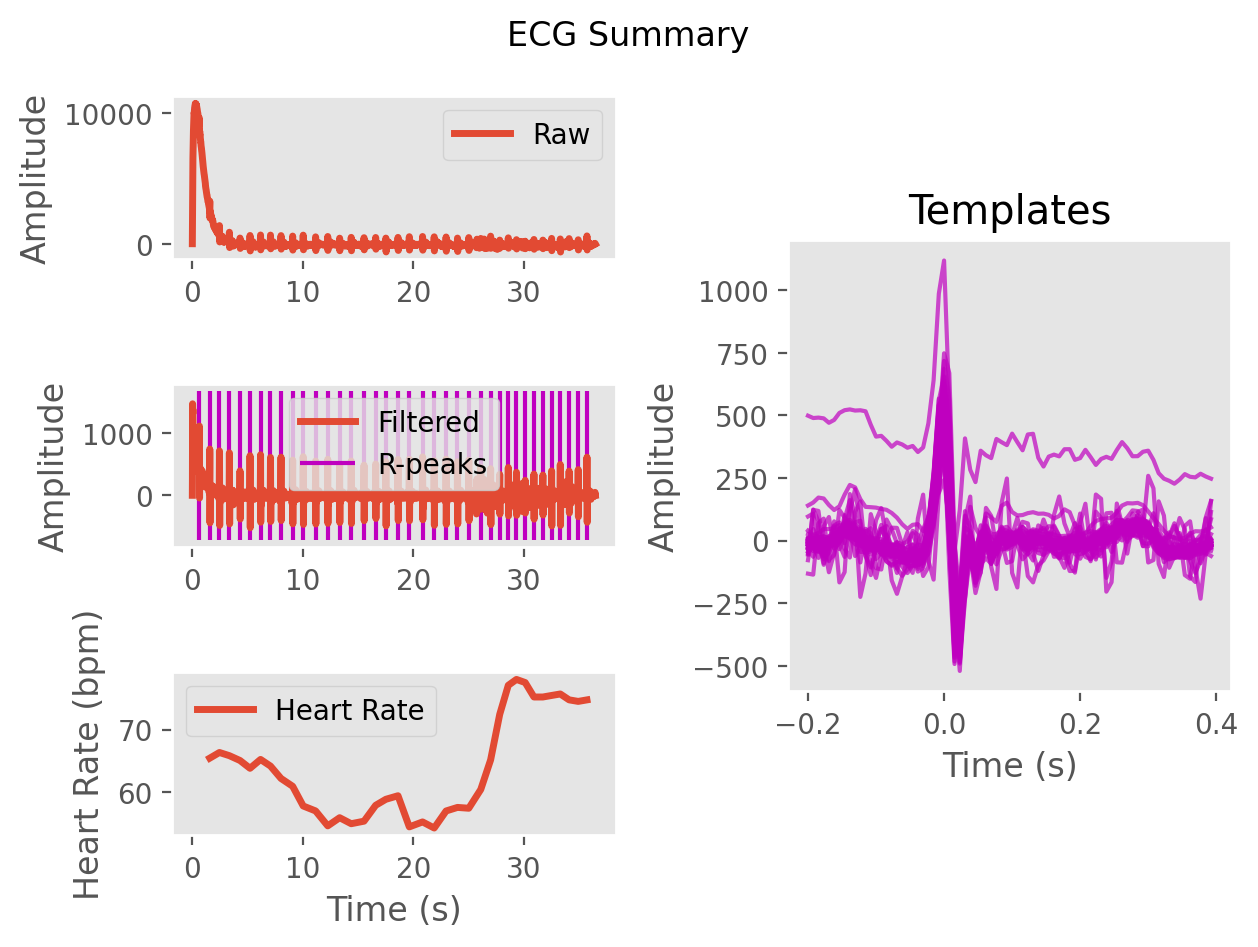 ECG Summary
Amplitude
10000
0
Raw
0 10 20 30
Amplitude
1000
0
Filtered
R-peaks
0 10 20 30
Heart Rate (bpm)
70
60
Heart Rate
0 10 20 30
Time (s)
Templates
Amplitude
1000
750
500
250
0
−250
−500
−0.2 0.0 0.2 0.4
Time (s)